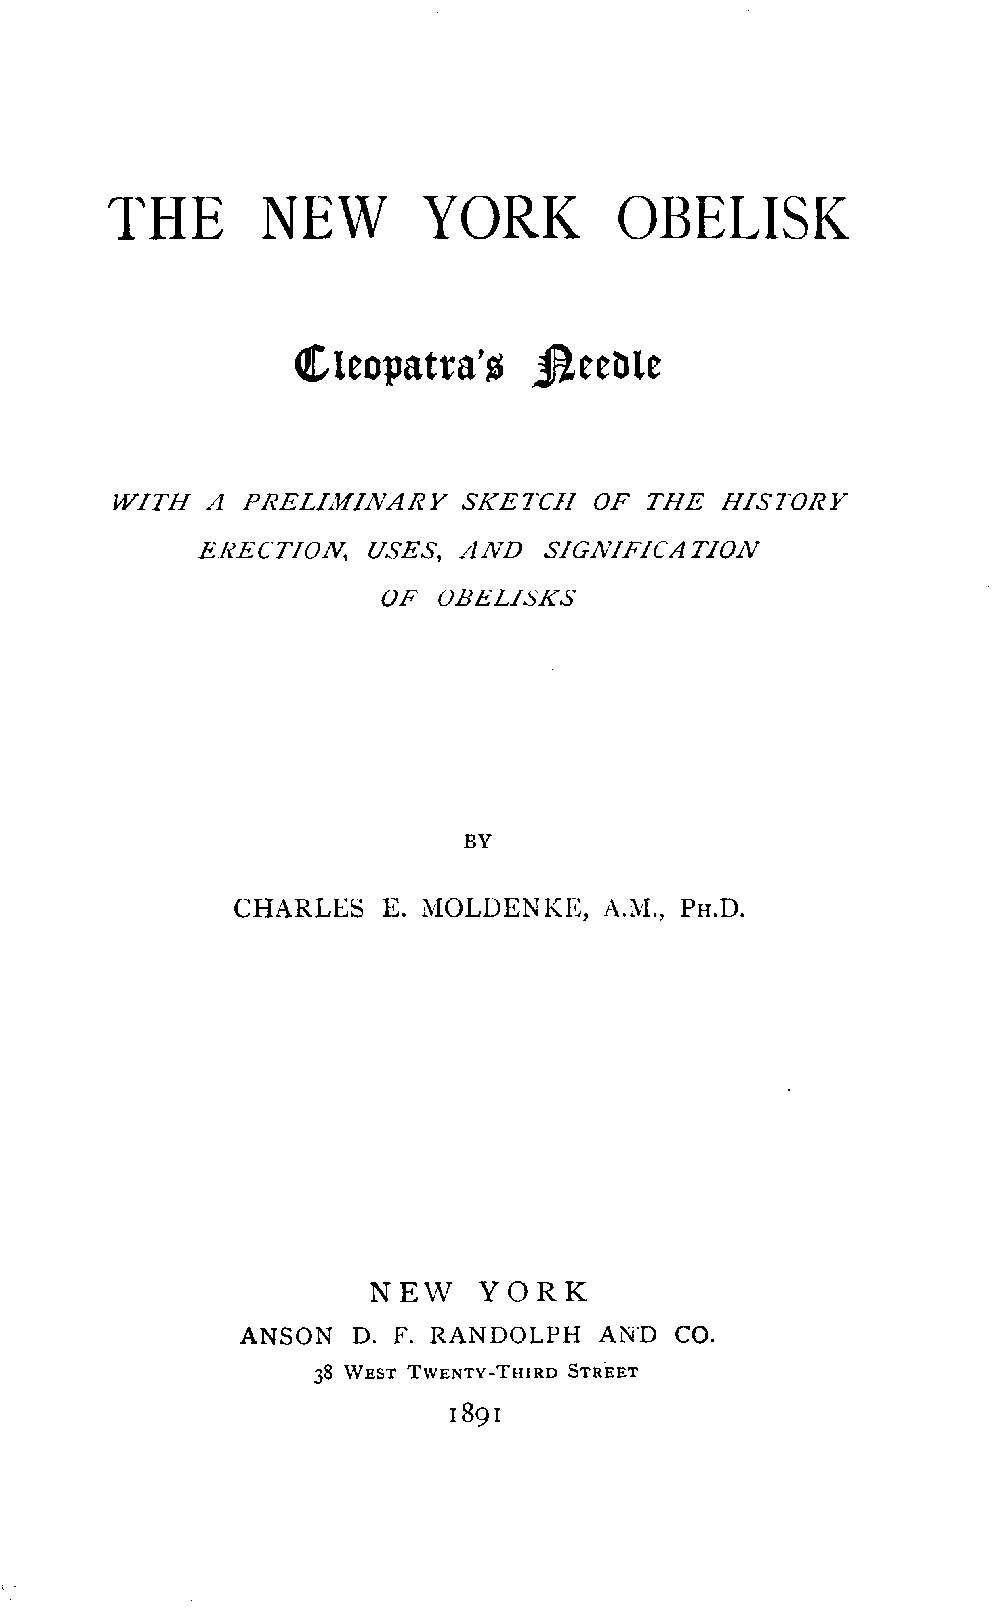 THE NEW YORK OBELISK
Cleopatra's Needle
WITH A PRELIMINARY SKETCH OF THE HISTORY
ERECTION, USES, AND SIGNIFICATION
OF OBELISKS
BY
CHARLES E. MOLDENKE, A.M., PH.D.
NEW YORK
ANSON D. F. RANDOLPH AND CO.
38 WEST TWENTY-THIRD STREET
1891